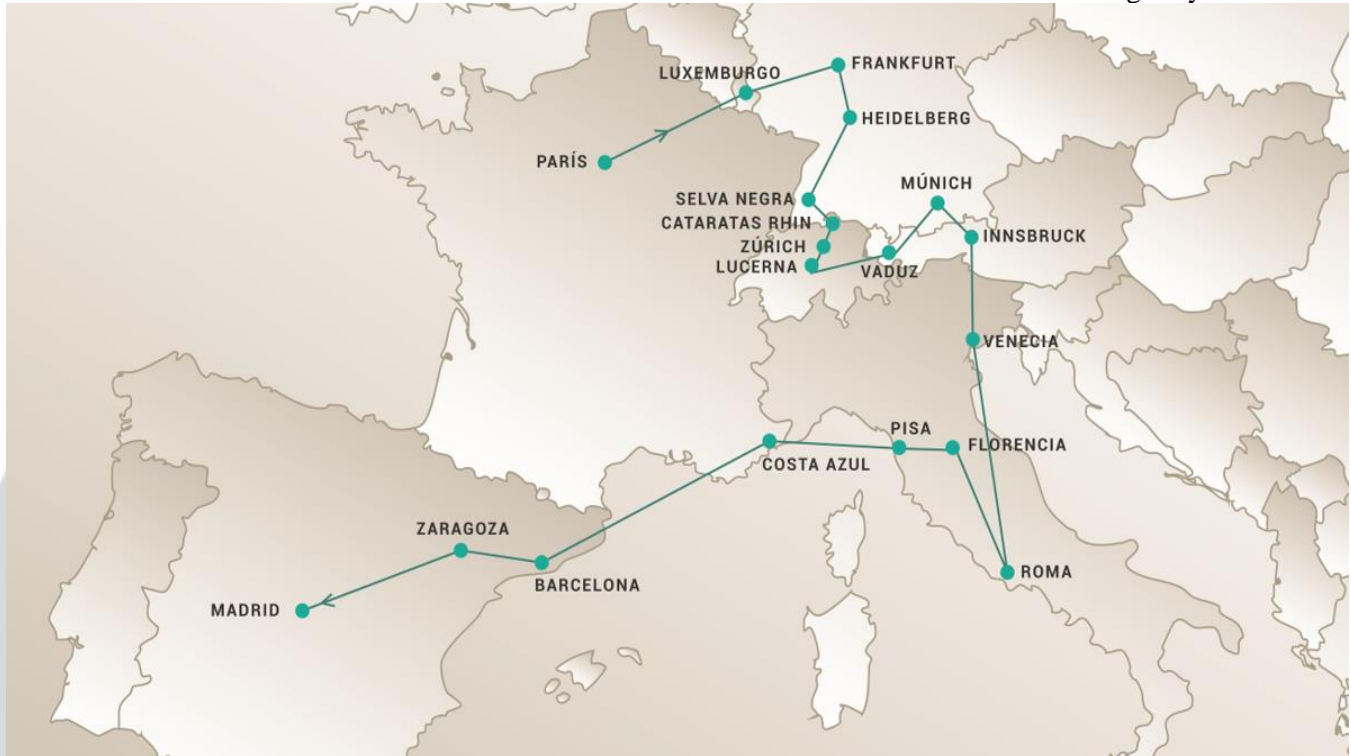 FRANKFURT
LUXEMBURGO
HEIDELBERG
PARÍS
MÚNICH
SELVA NEGRA
CATARATAS RHIN
INNSBRUCK
ZÚRICH
LUCERNA
VADUZ
VENECIA
PISA
FLORENCIA
COSTA AZUL
ZARAGOZA
ROMA
BARCELONA
MADRID